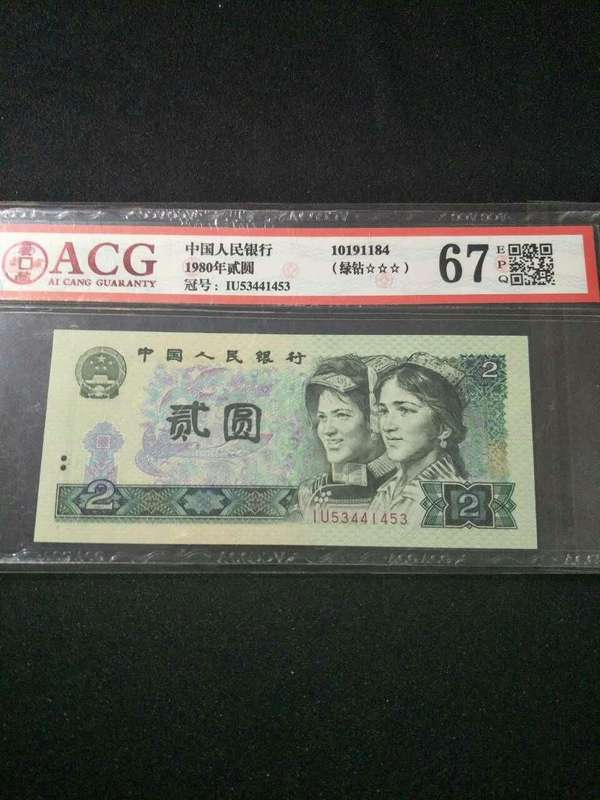 ACG
AI CANG GUARANTY
中国人民银行
1980年贰圆
冠号：IU53441453
10191184
（绿钻☆☆☆）
67
E
P
Q
中国人民银行
2
贰圆
2
IU53441453
2